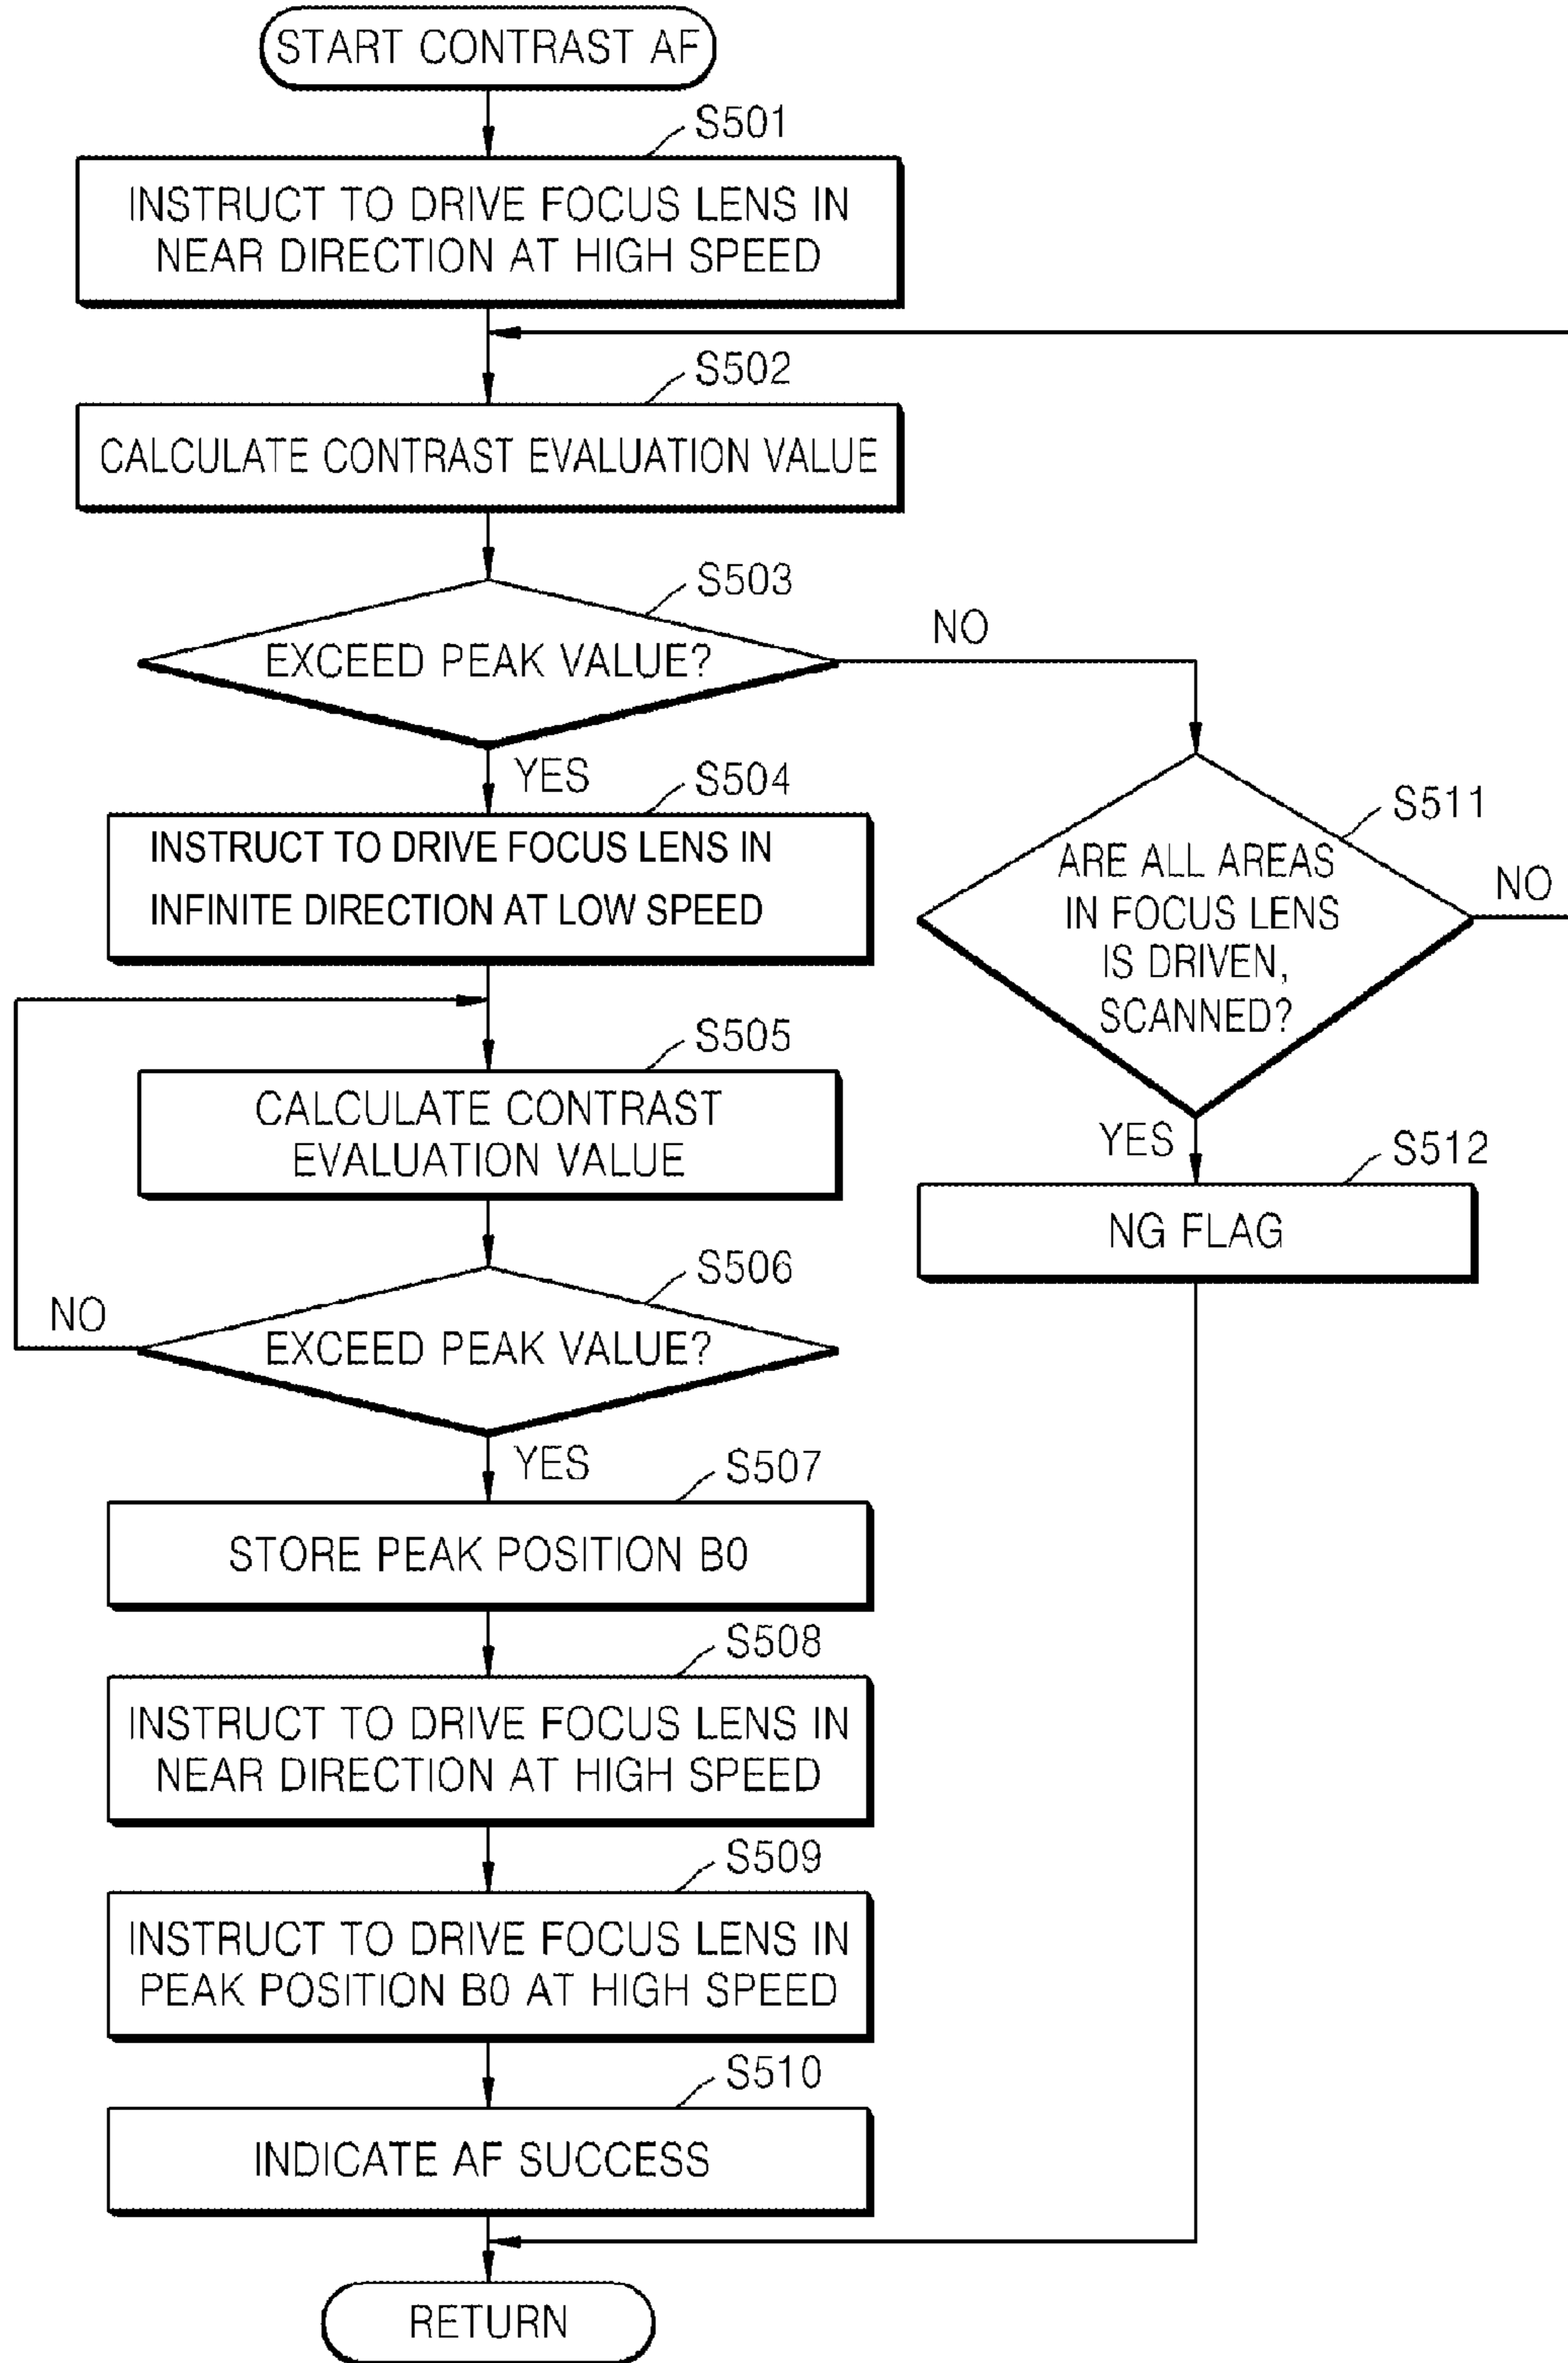 START CONTRAST AF
S501
INSTRUCT TO DRIVE FOCUS LENS IN
NEAR DIRECTION AT HIGH SPEED
S502
CALCULATE CONTRAST EVALUATION VALUE
S503
EXCEED PEAK VALUE?
NO
YES
S504
INSTRUCT TO DRIVE FOCUS LENS IN
INFINITE DIRECTION AT LOW SPEED
S511
ARE ALL AREAS
IN FOCUS LENS
IS DRIVEN,
SCANNED?
NO
YES
S512
NG FLAG
S505
CALCULATE CONTRAST
EVALUATION VALUE
S506
EXCEED PEAK VALUE?
NO
YES
S507
STORE PEAK POSITION B0
S508
INSTRUCT TO DRIVE FOCUS LENS IN
NEAR DIRECTION AT HIGH SPEED
S509
INSTRUCT TO DRIVE FOCUS LENS IN
PEAK POSITION B0 AT HIGH SPEED
S510
INDICATE AF SUCCESS
RETURN